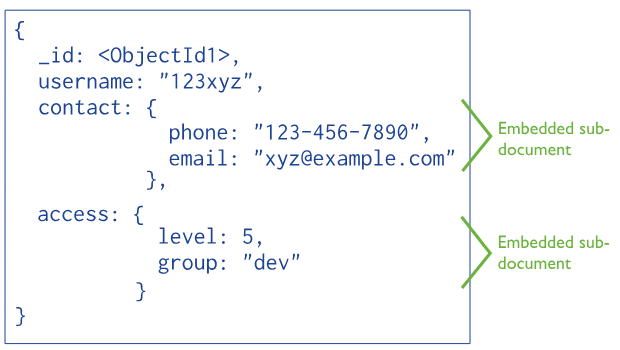 {
_id: <ObjectId1>,
username: "123xyz",
contact: {
phone: "123-456-7890",
email: "xyz@example.com"
},
Embedded sub-
document
access: {
level: 5,
group: "dev"
}
Embedded sub-
document
}